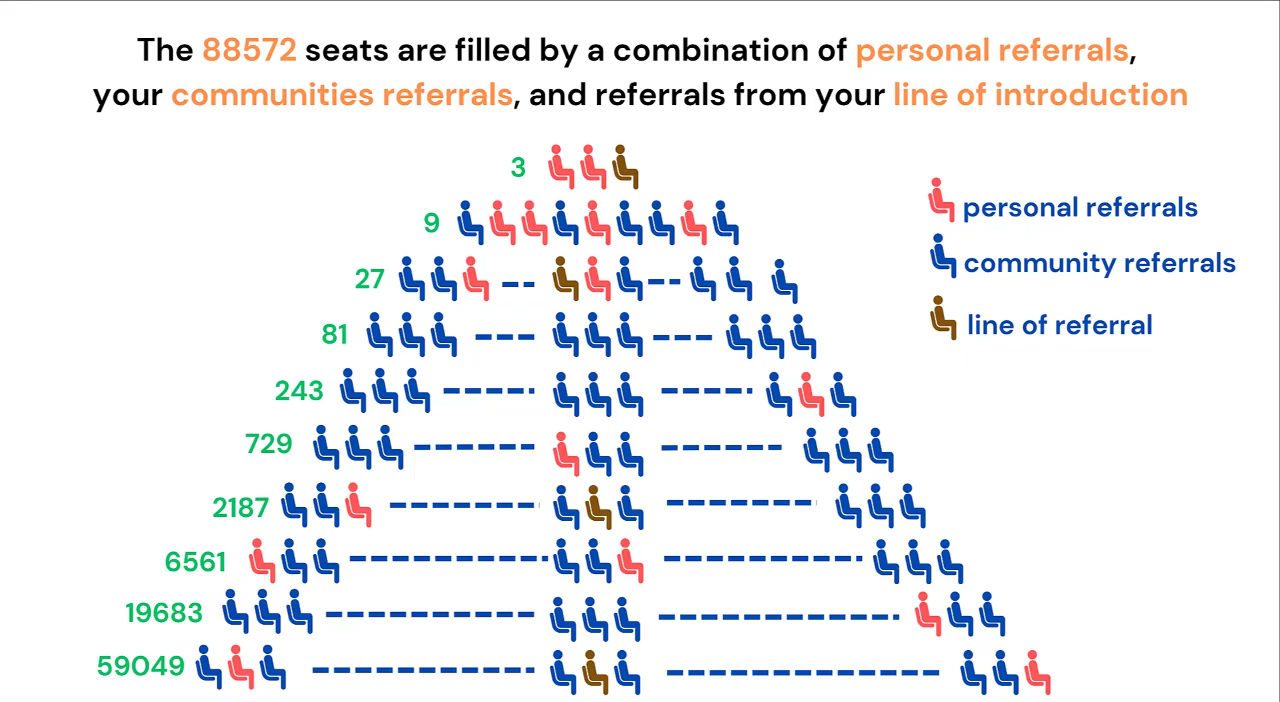 The 88572 seats are filled by a combination of personal referrals,
your communities referrals, and referrals from your line of introduction
3
9
27
81
243
729
2187
6561
19683
59049
personal referrals
community referrals
line of referral